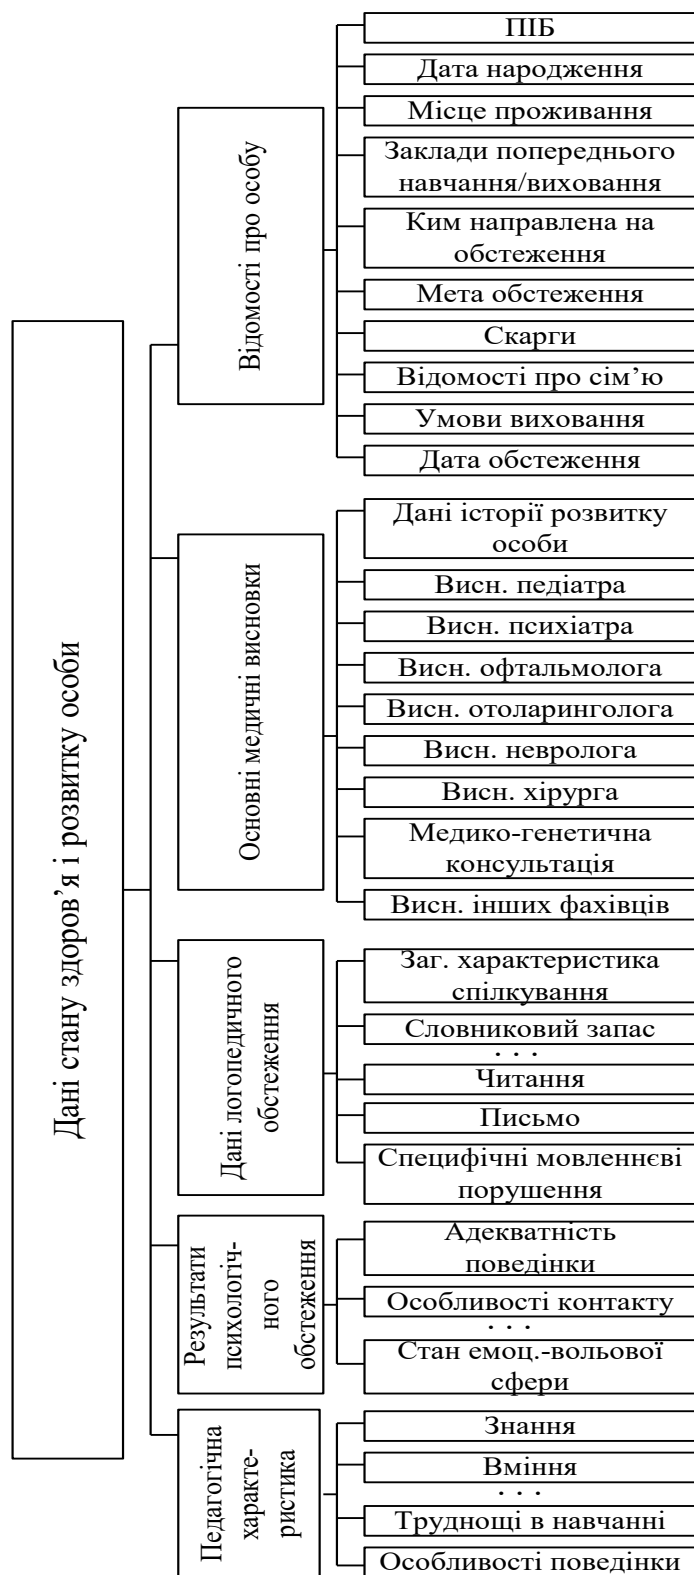 Дані стану здоров’я і розвитку особи
Відомості про особу
ПІБ
Дата народження
Місце проживання
Заклади попереднього
навчання/виховання
Ким направлена на
обстеження
Мета обстеження
Скарги
Відомості про сім’ю
Умови виховання
Дата обстеження
Основні медичні висновки
Дані історії розвитку
особи
Висн. педіатра
Висн. психіатра
Висн. офтальмолога
Висн. отоларинголога
Висн. невролога
Висн. хірурга
Медико-генетична
консультація
Висн. інших фахівців
Дані логопедичного
обстеження
Заг. характеристика
спілкування
Словниковий запас
. . .
Читання
Письмо
Специфічні мовленнєві
порушення
Результати
психологіч-
ного
обстеження
Адекватність
поведінки
Особливості контакту
. . .
Стан емоц.-вольової
сфери
Педагогічна
характе-
ристика
Знання
Вміння
. . .
Труднощі в навчанні
Особливості поведінки